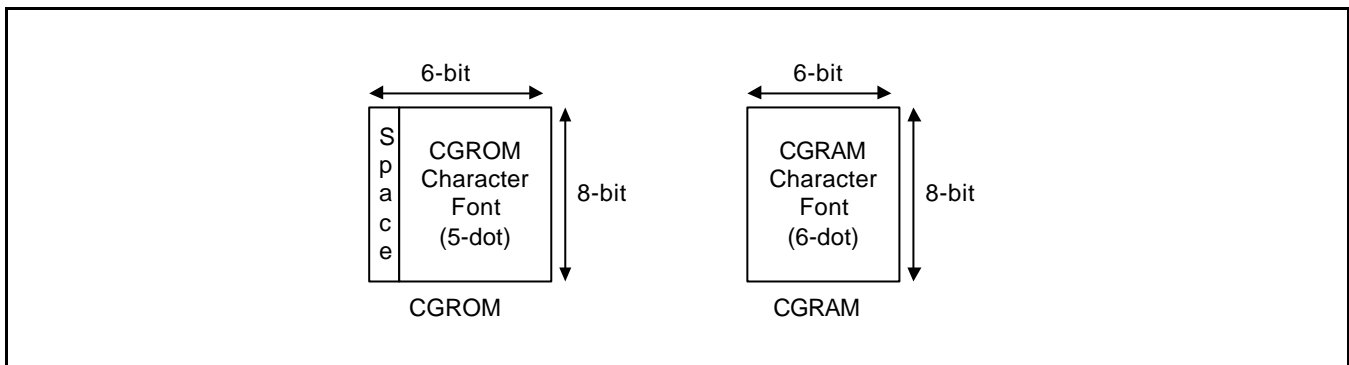 6-bit
Space
CGROM
Character
Font
(5-dot)
8-bit
CGROM
6-bit
CGRAM
Character
Font
(6-dot)
8-bit
CGRAM